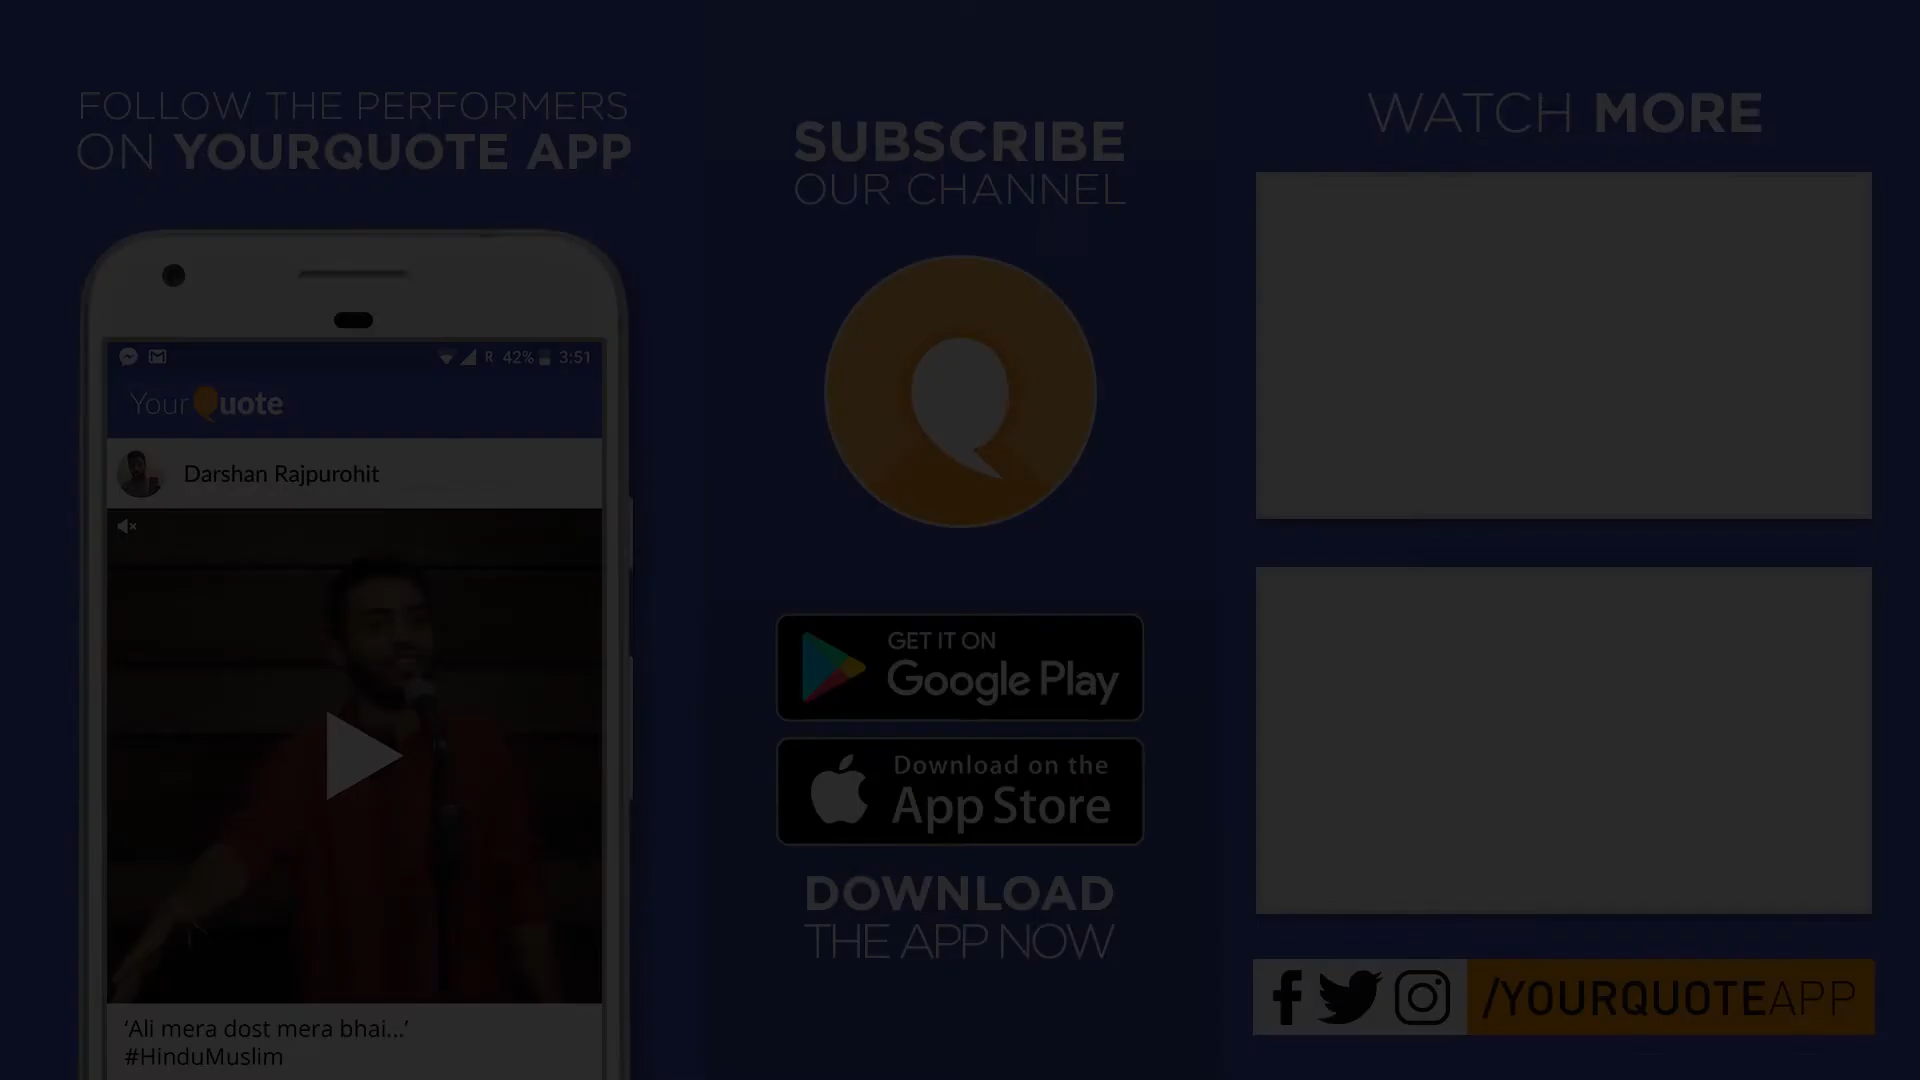 FOLLOW THE PERFORMERS
ON YOURQUOTE APP
R 42% 3:51
YourQuote
Darshan Rajpurohit
‘Ali mera dost mera bhai...’
#HinduMuslim
SUBSCRIBE
OUR CHANNEL
GET IT ON
Google Play
Download on the
App Store
DOWNLOAD
THE APP NOW
WATCH MORE
/YOURQUOTEAPP